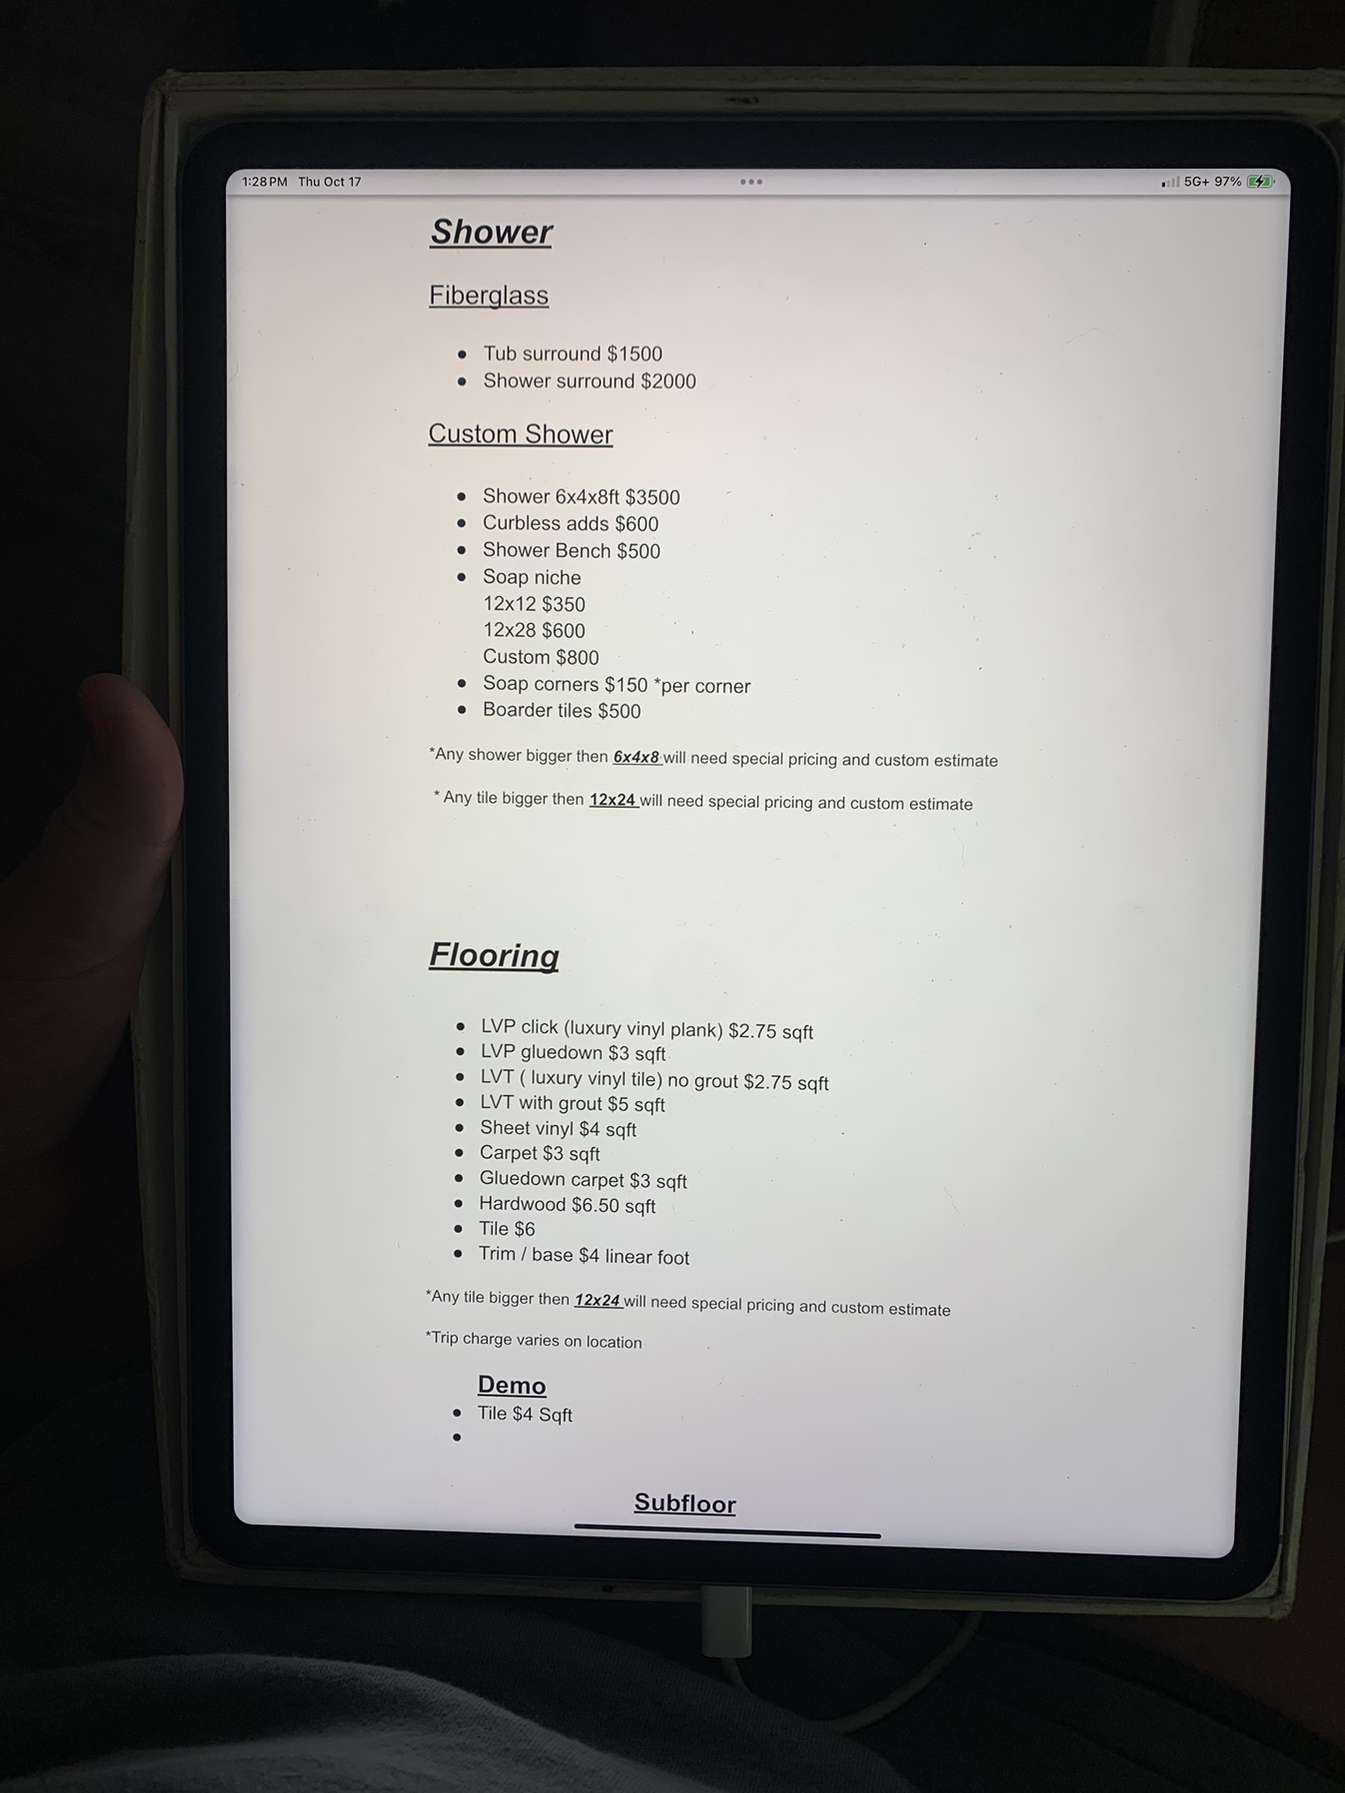 1:28 PM Thu Oct 17
5G+ 97%
Shower
Fiberglass
• Tub surround $1500
• Shower surround $2000
Custom Shower
• Shower 6x4x8ft $3500
• Curbless adds $600
• Shower Bench $500
• Soap niche
12x12 $350
12x28 $600
Custom $800
• Soap corners $150 *per corner
• Boarder tiles $500
*Any shower bigger then 6x4x8 will need special pricing and custom estimate
* Any tile bigger then 12x24 will need special pricing and custom estimate
Flooring
• LVP click (luxury vinyl plank) $2.75 sqft
• LVP gluedown $3 sqft
• LVT ( luxury vinyl tile) no grout $2.75 sqft
• LVT with grout $5 sqft
• Sheet vinyl $4 sqft
• Carpet $3 sqft
• Gluedown carpet $3 sqft
• Hardwood $6.50 sqft
• Tile $6
• Trim / base $4 linear foot
*Any tile bigger then 12x24 will need special pricing and custom estimate
*Trip charge varies on location
Demo
• Tile $4 Sqft
•
Subfloor